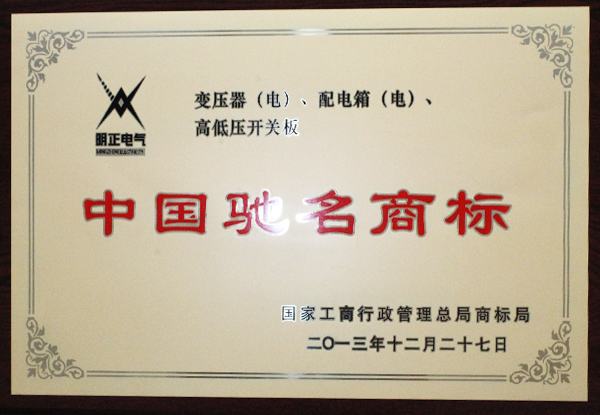 明正电气
变压器（电）、配电箱（电）、
高低压开关板
中国驰名商标
国家工商行政管理总局商标局
二〇一三年十二月二十七日